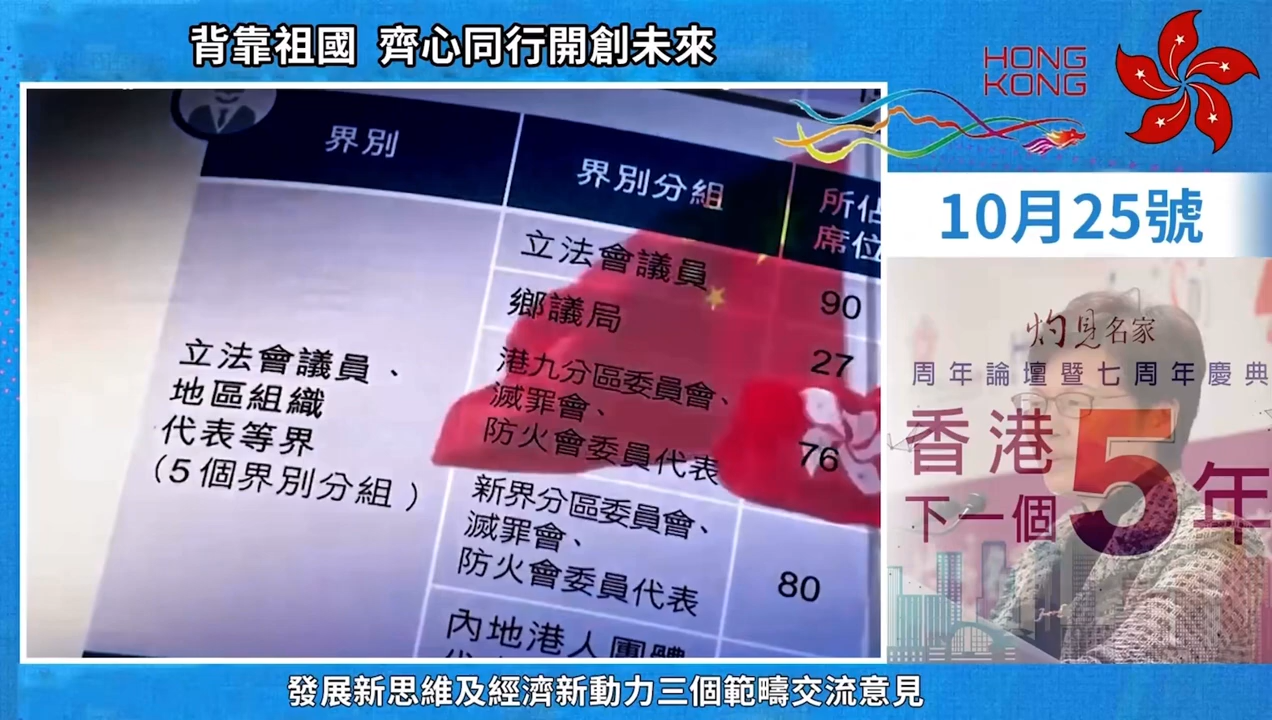 背靠祖國 齊心同行開創未來
HONG
KONG
10月25號
界別
界別分組
所佔
席位
立法會議員
90
鄉議局
27
立法會議員、
地區組織
代表等界
（5個界別分組）
港九分區委員會、
滅罪會、
防火會委員代表
76
新界分區委員會、
滅罪會、
防火會委員代表
80
內地港人團體
灼見名家
周年論壇暨七周年慶典
香港
下一個
5年
發展新思維及經濟新動力三個範疇交流意見